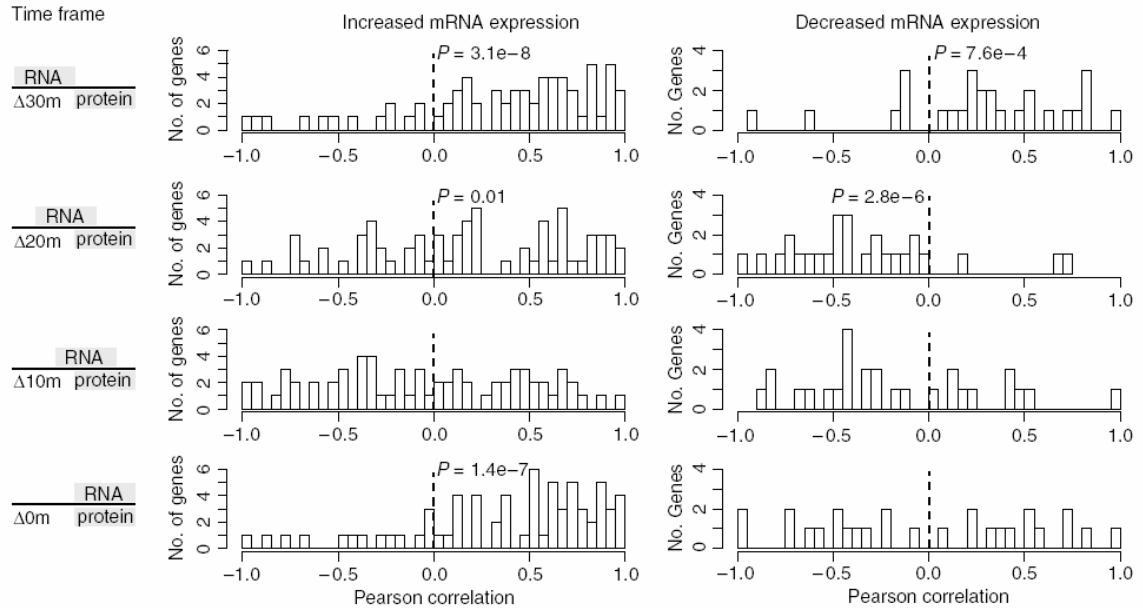 Time frame
Increased mRNA expression
Decreased mRNA expression
RNA
Δ30m protein
No. of genes
6
4
2
0
P = 3.1e−8
−1.0 −0.5 0.0 0.5 1.0
No. Genes
4
2
0
P = 7.6e−4
−1.0 −0.5 0.0 0.5 1.0
RNA
Δ20m protein
No. of genes
6
4
2
0
P = 0.01
−1.0 −0.5 0.0 0.5 1.0
No. Genes
4
2
0
P = 2.8e−6
−1.0 −0.5 0.0 0.5 1.0
RNA
Δ10m protein
No. of genes
6
4
2
0
−1.0 −0.5 0.0 0.5 1.0
No. Genes
4
2
0
−1.0 −0.5 0.0 0.5 1.0
RNA
Δ0m protein
No. of genes
6
4
2
0
P = 1.4e−7
−1.0 −0.5 0.0 0.5 1.0
Pearson correlation
No. Genes
4
2
0
−1.0 −0.5 0.0 0.5 1.0
Pearson correlation